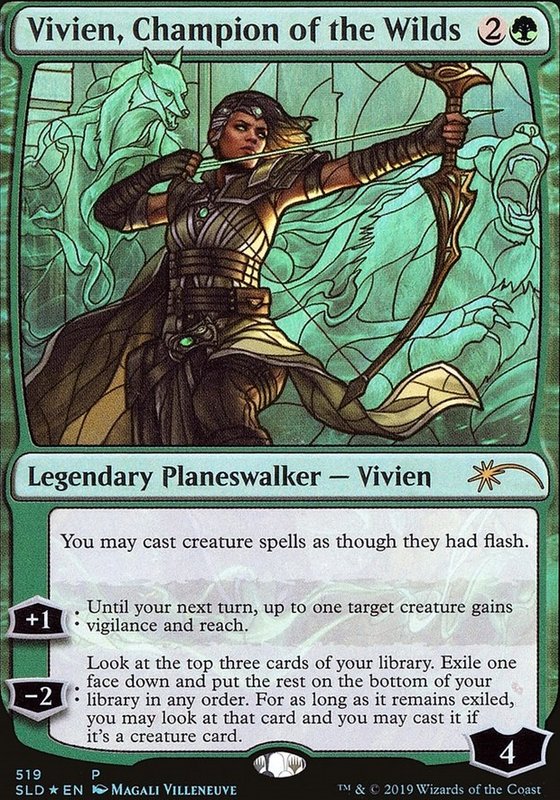 Vivien, Champion of the Wilds 2
Legendary Planeswalker — Vivien
You may cast creature spells as though they had flash.
+1: Until your next turn, up to one target creature gains
vigilance and reach.
Look at the top three cards of your library. Exile one
face down and put the rest on the bottom of your
-2: library in any order. For as long as it remains exiled,
you may look at that card and you may cast it if
it's a creature card.
4
519 P
SLD ★ EN Magali Villeneuve
™ & © 2019 Wizards of the Coast